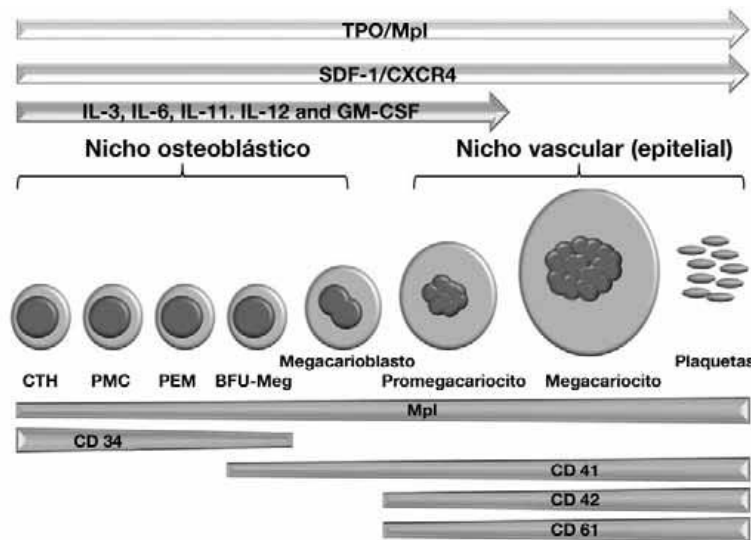 TPO/Mpl
SDF-1/CXCR4
IL-3, IL-6, IL-11. IL-12 and GM-CSF
Nicho osteoblástico
Nicho vascular (epitelial)
Megacarioblasto
Plaquetas
CTH
PMC
PEM
BFU-Meg
Promegacariocito
Megacariocito
Mpl
CD 34
CD 41
CD 42
CD 61